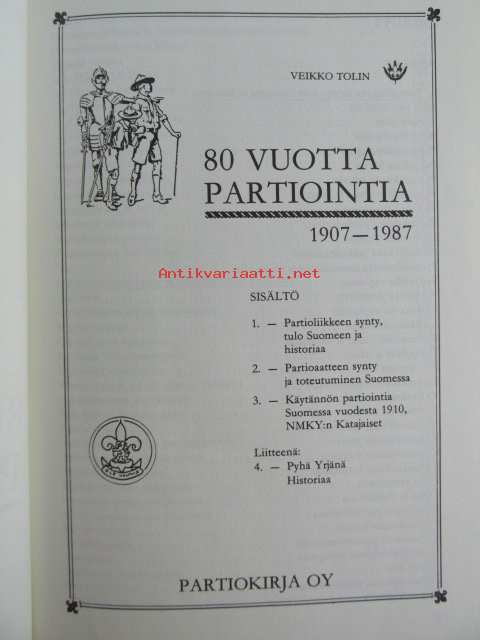 VEIKKO TOLIN
80 VUOTTA
PARTIOINTIA
1907—1987
Antikvariaatti.net
SISÄLTÖ
1. — Partioliikkeen synty,
tulo Suomeen ja
historiaa
2. — Partioaatteen synty
ja toteutuminen Suomessa
3. — Käytännön partiointia
Suomessa vuodesta 1910,
NMKY:n Katajaiset
Liitteenä:
4. — Pyhä Yrjänä
Historiaa
PARTIOKIRJA OY